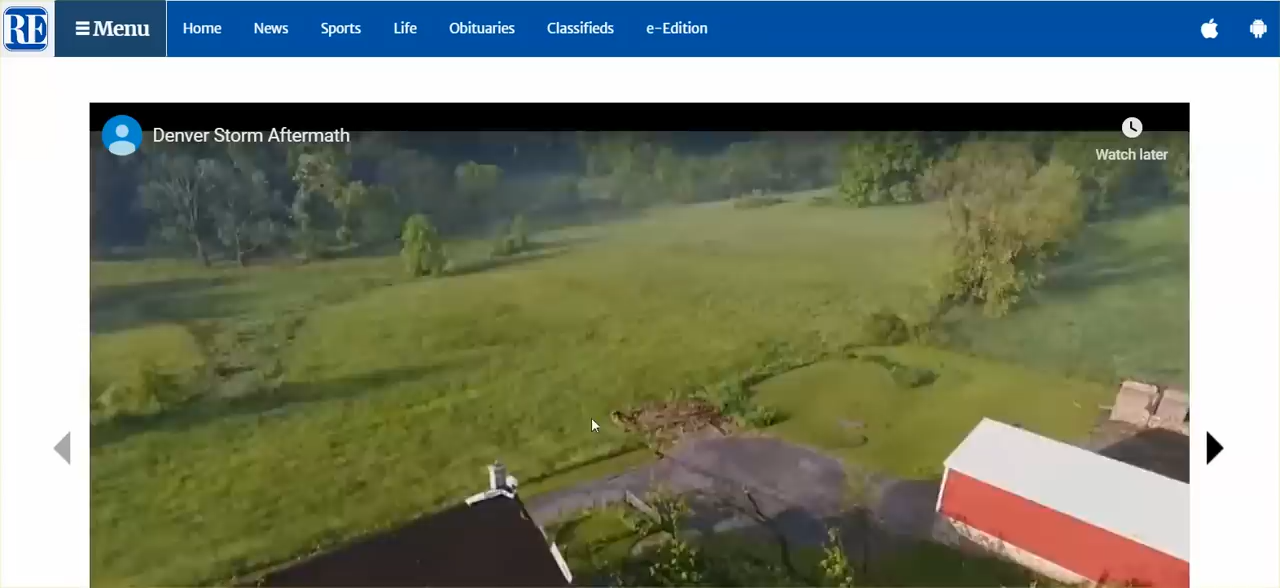 RE
Menu
Home
News
Sports
Life
Obituaries
Classifieds
e-Edition
Denver Storm Aftermath
Watch later